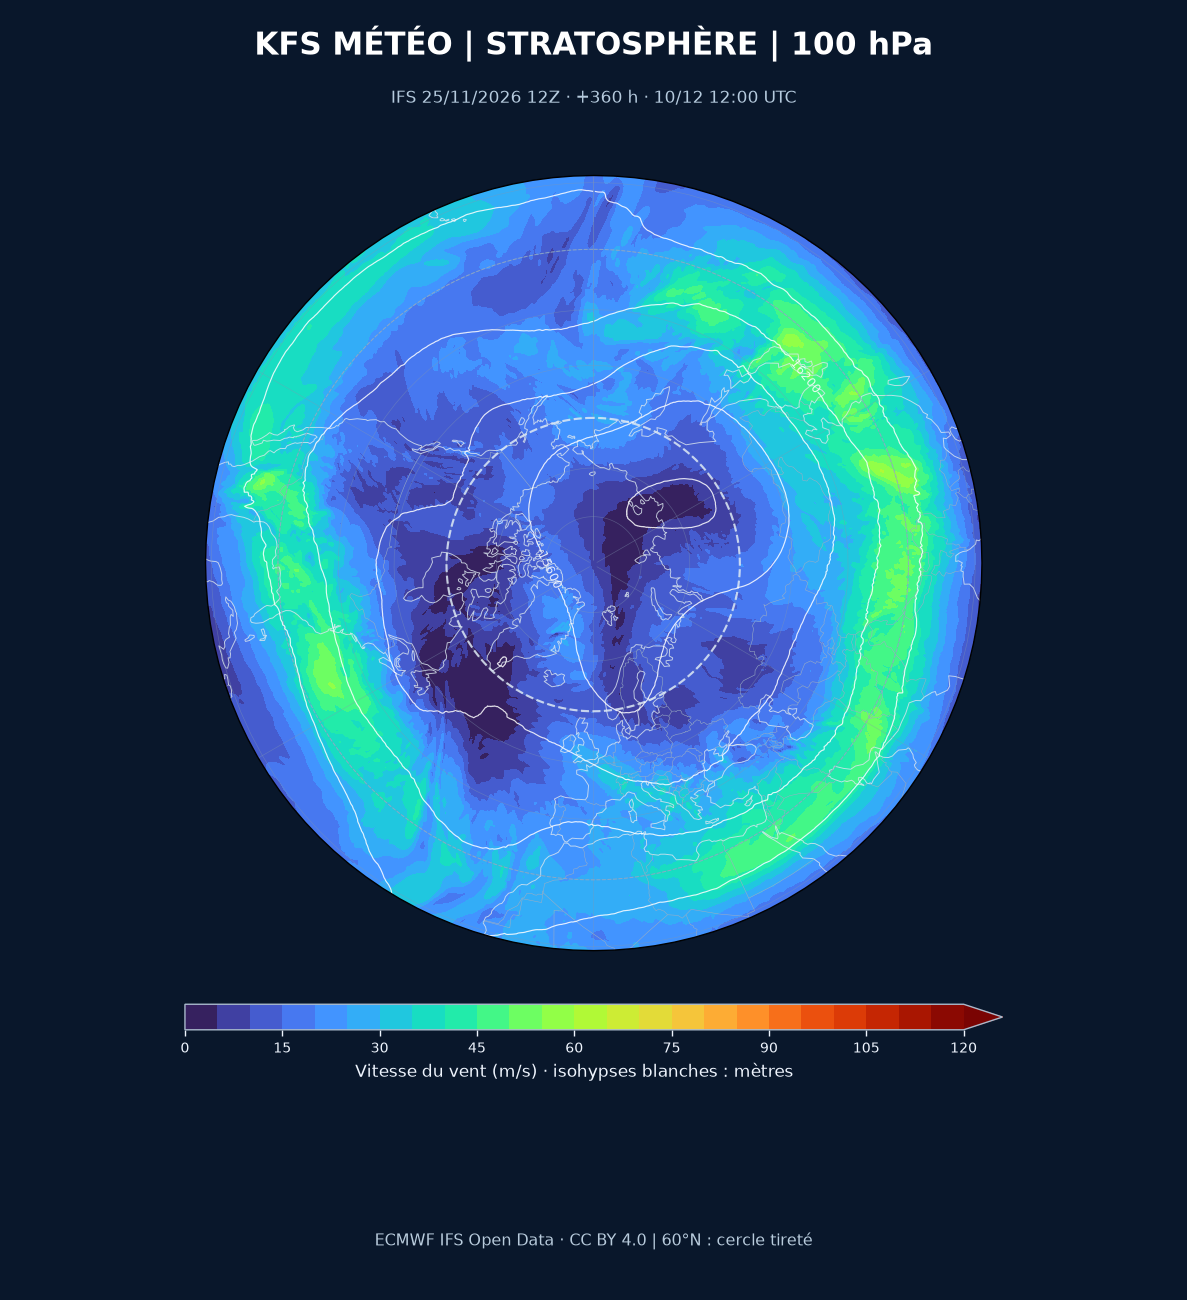 KFS MÉTÉO | STRATOSPHÈRE | 100 hPa
IFS 25/11/2026 12Z · +360 h · 10/12 12:00 UTC
16200
0 15 30 45 60 75 90 105 120
Vitesse du vent (m/s) · isohypses blanches : mètres
ECMWF IFS Open Data · CC BY 4.0 | 60°N : cercle tireté